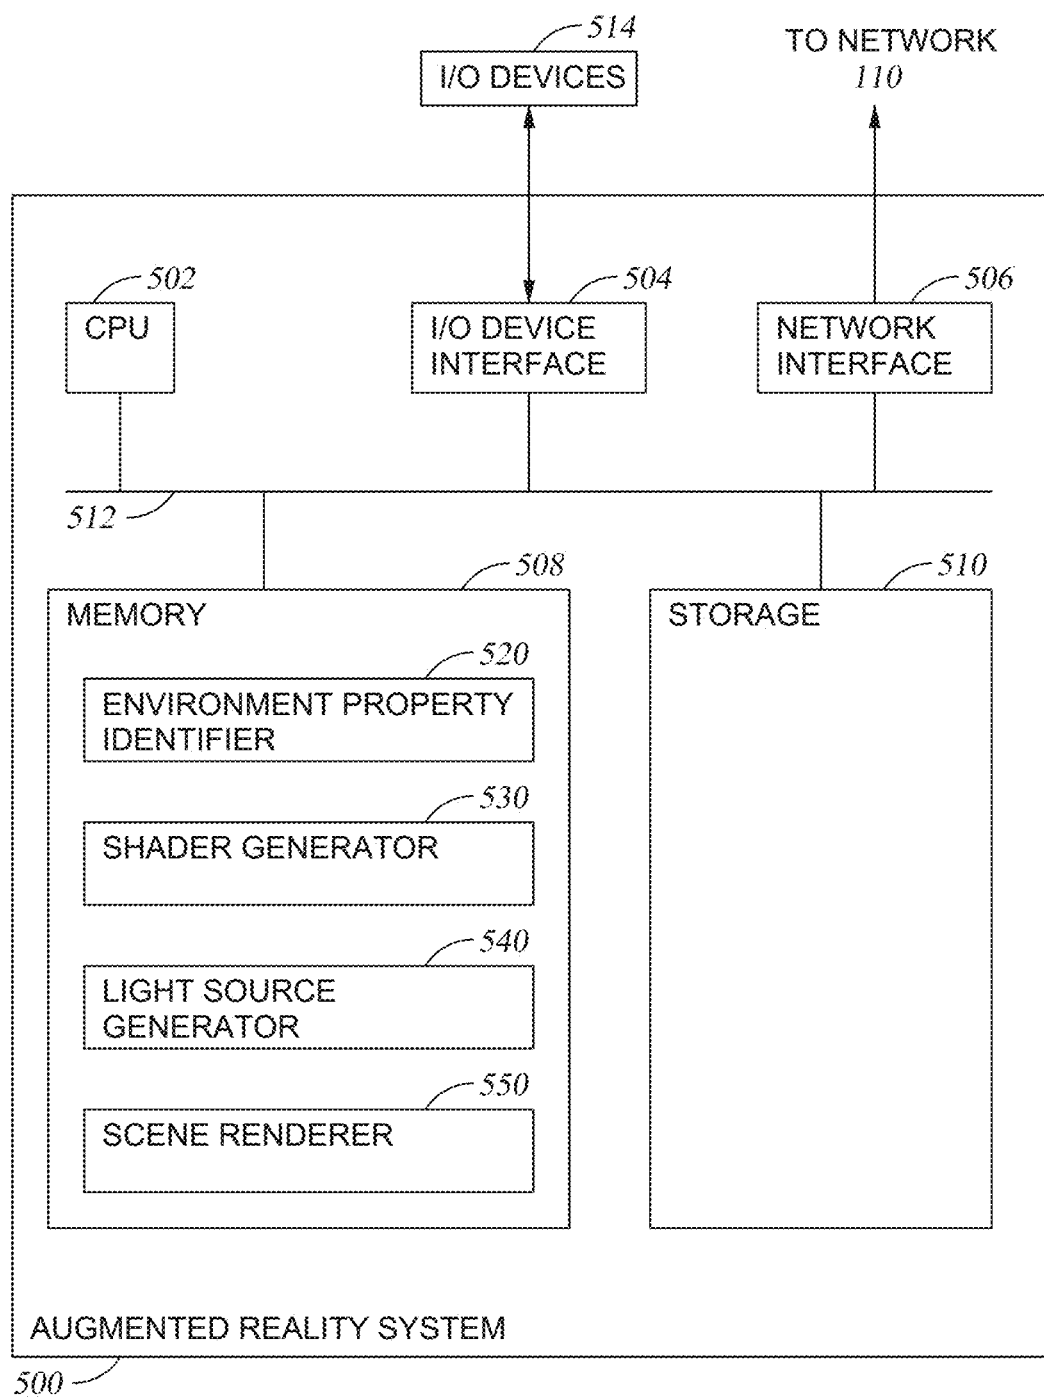 514
I/O DEVICES
TO NETWORK
110
502
CPU
504
I/O DEVICE
INTERFACE
506
NETWORK
INTERFACE
512
508
MEMORY
520
ENVIRONMENT PROPERTY
IDENTIFIER
530
SHADER GENERATOR
540
LIGHT SOURCE
GENERATOR
550
SCENE RENDERER
510
STORAGE
AUGMENTED REALITY SYSTEM
500